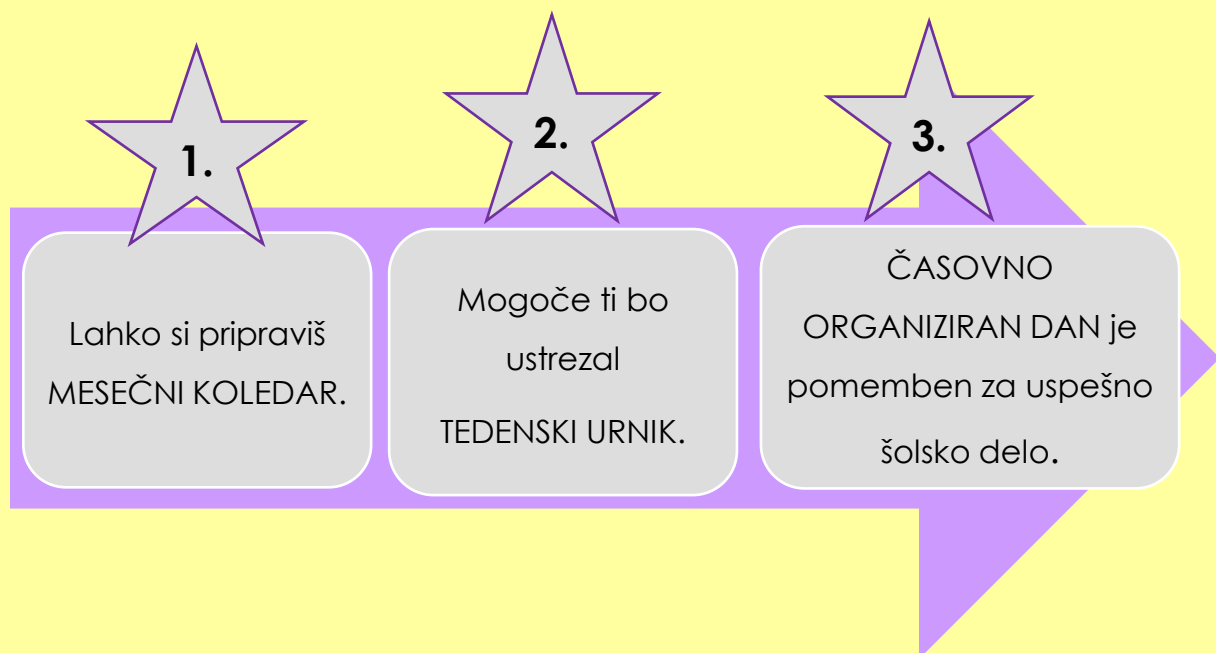 1.
Lahko si pripraviš
MESEČNI KOLEDAR.
2.
Mogoče ti bo
ustrezal
TEDENSKI URNIK.
3.
ČASOVNO
ORGANIZIRAN DAN je
pomemben za uspešno
šolsko delo.